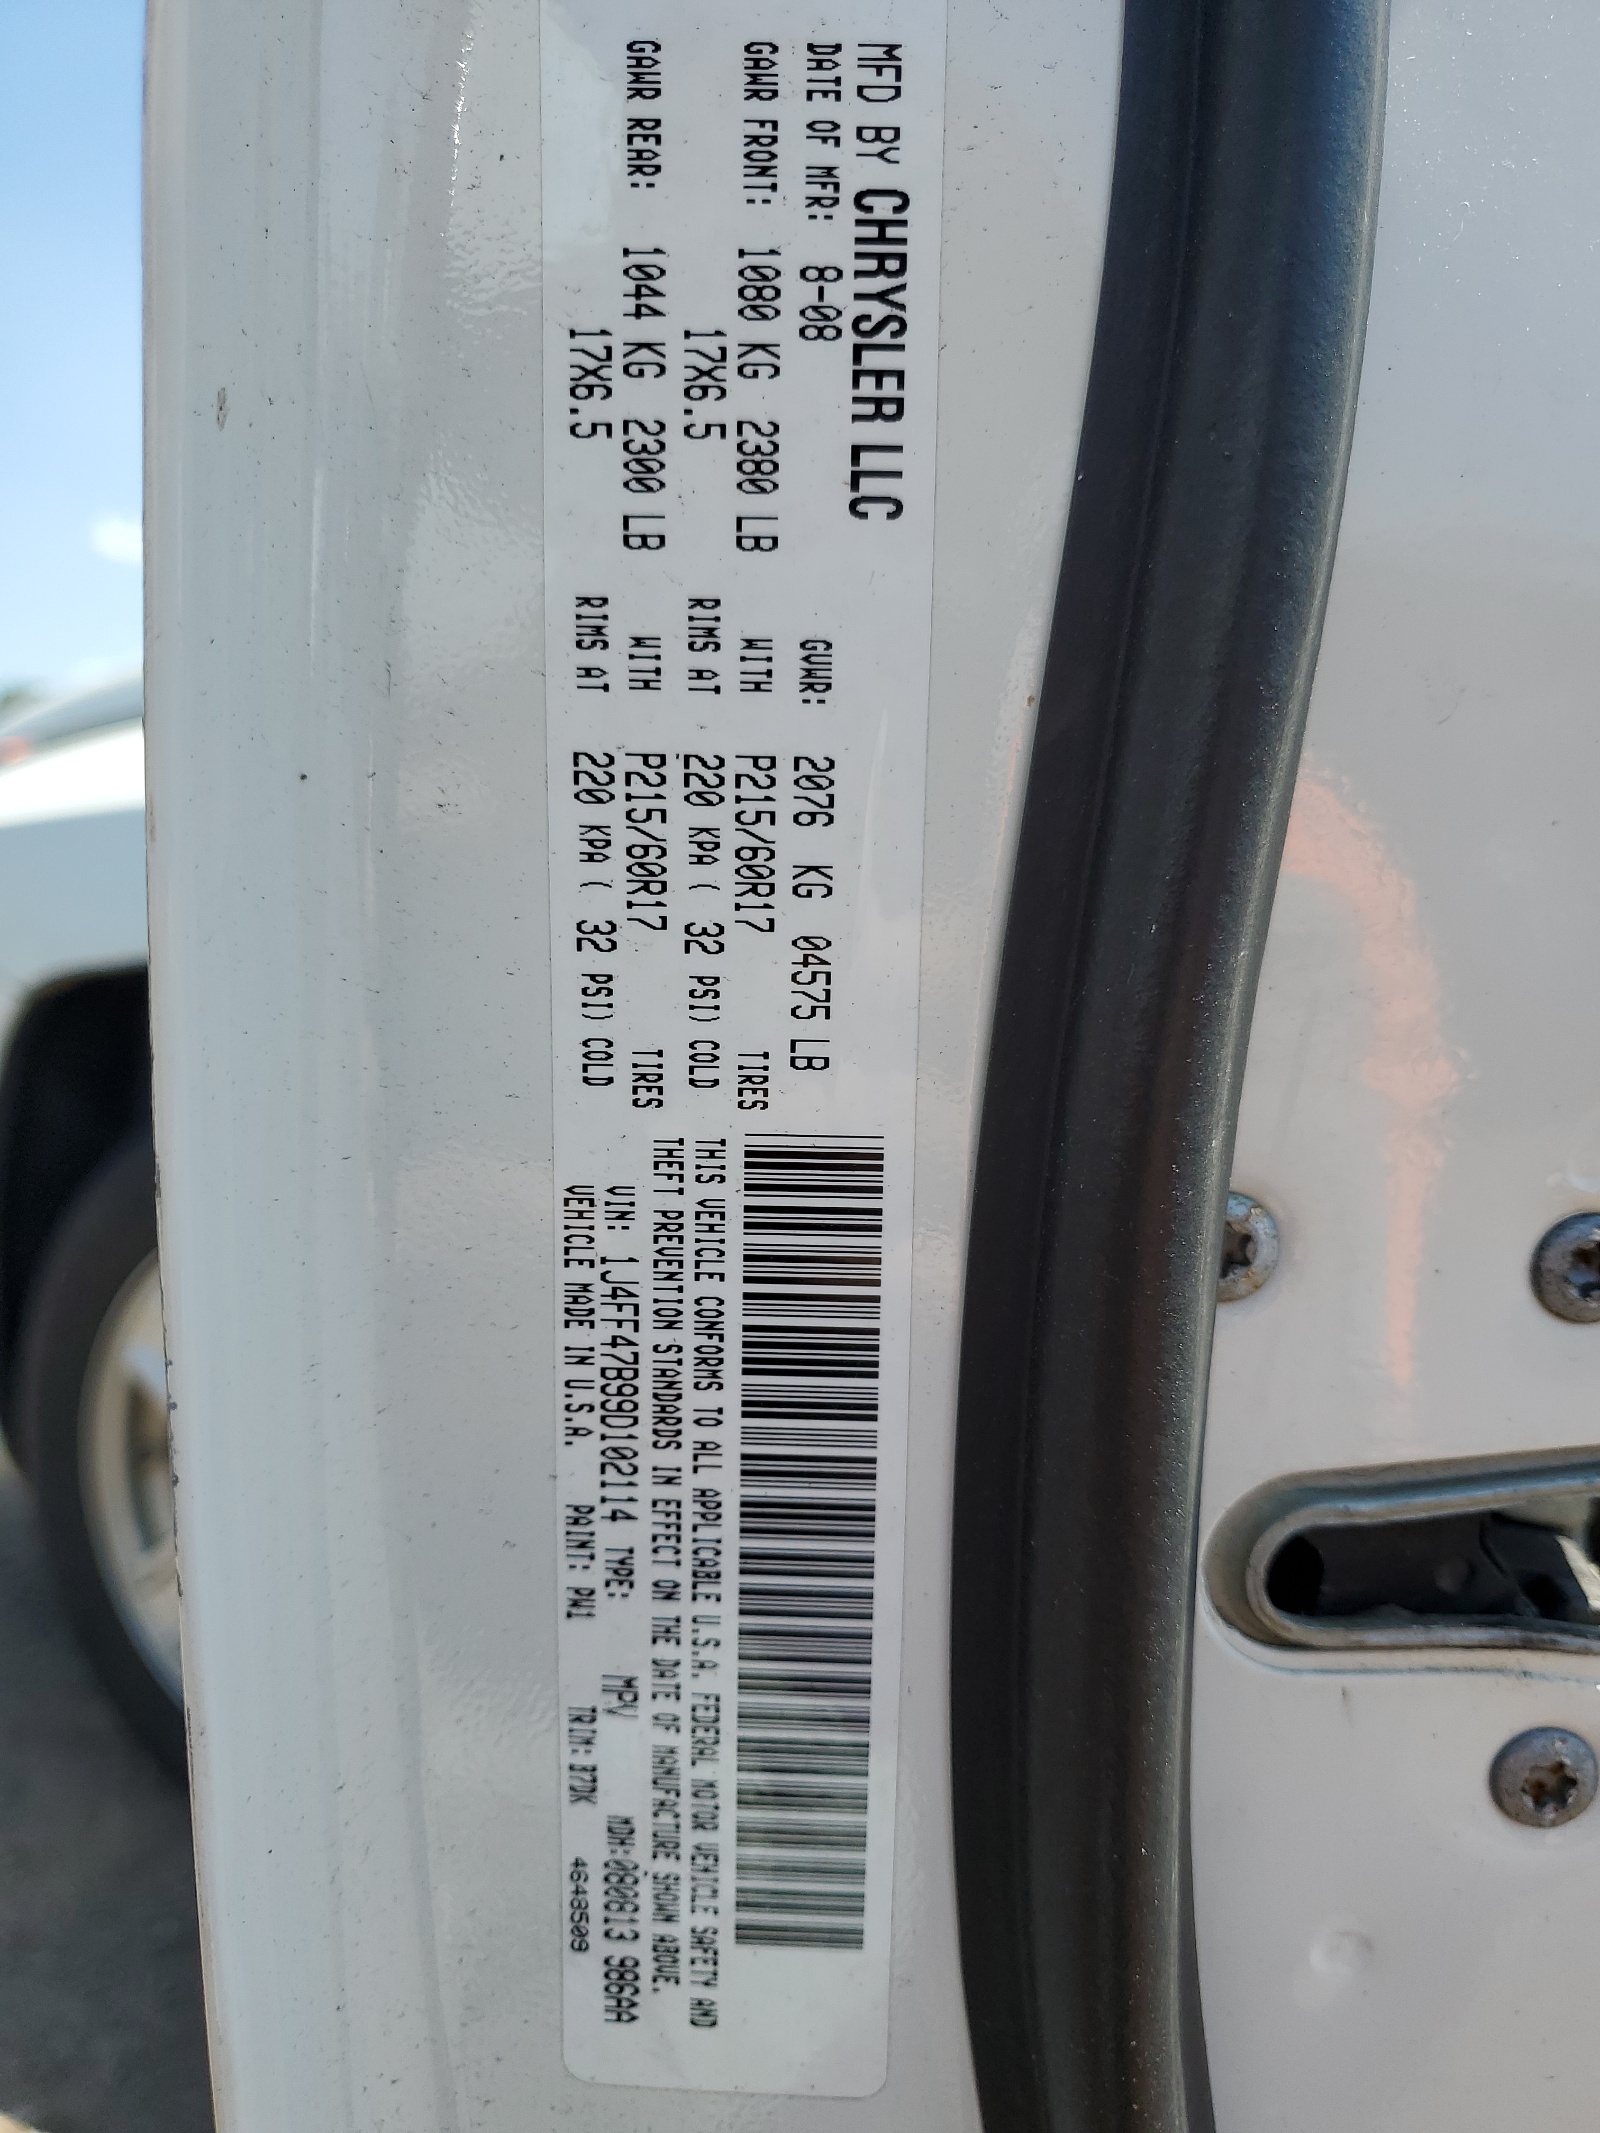 MFD BY CHRYSLER LLC
DATE OF MFR: 8-08 GVWR: 2076 KG 04575 LB
GAWR FRONT: 1080 KG 2380 LB WITH P215/60R17 TIRES
17X6.5 RIMS AT 220 KPA ( 32 PSI) COLD
GAWR REAR: 1044 KG 2300 LB WITH P215/60R17 TIRES
17X6.5 RIMS AT 220 KPA ( 32 PSI) COLD
THIS VEHICLE CONFORMS TO ALL APPLICABLE U.S.A. FEDERAL MOTOR VEHICLE SAFETY AND
THEFT PREVENTION STANDARDS IN EFFECT ON THE DATE OF MANUFACTURE SHOWN ABOVE.
VIN: 1J4FF47B99D102114 TYPE: MPV MDH:080813 986AA
VEHICLE MADE IN U.S.A. PAINT: PW1 TRIM: B7DK 4648509